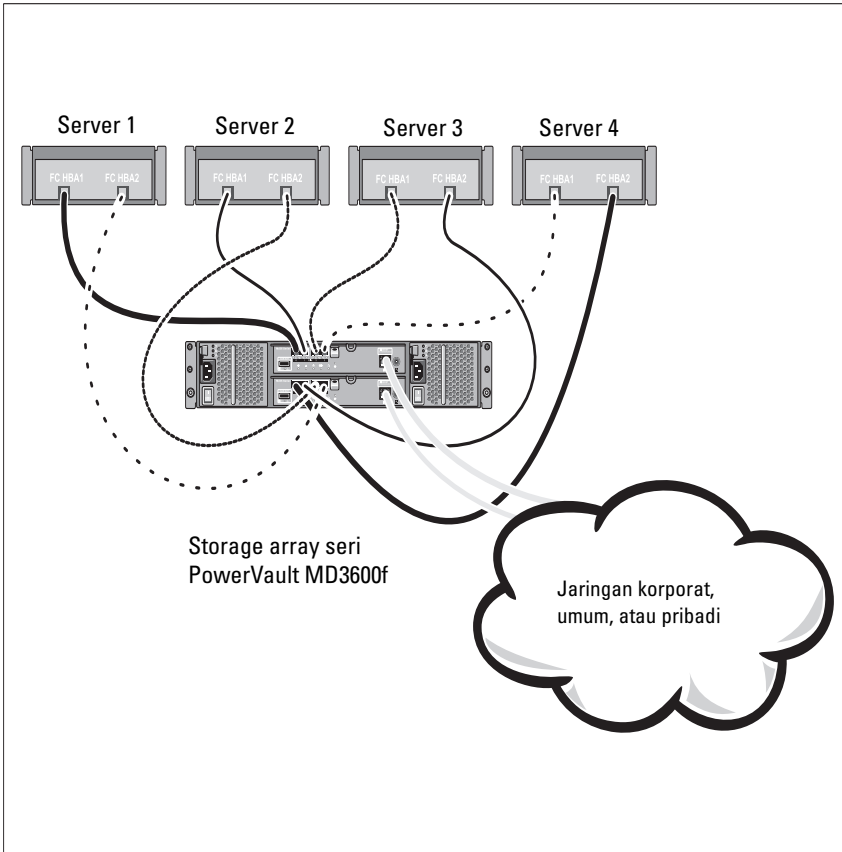 Server 1
Server 2
Server 3
Server 4
FC HBA1
FC HBA2
FC HBA1
FC HBA2
FC HBA1
FC HBA2
FC HBA1
FC HBA2
Storage array seri
PowerVault MD3600f
Jaringan korporat,
umum, atau pribadi